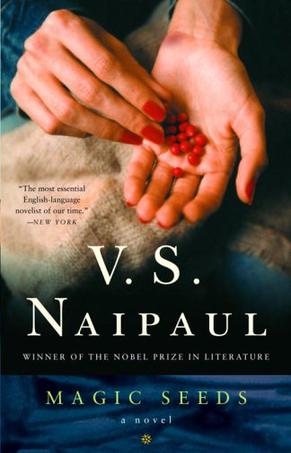 "The most essential
English-language
novelist of our time."
—NEW YORK
V. S.
NAIPAUL
WINNER OF THE NOBEL PRIZE IN LITERATURE
MAGIC SEEDS
a novel